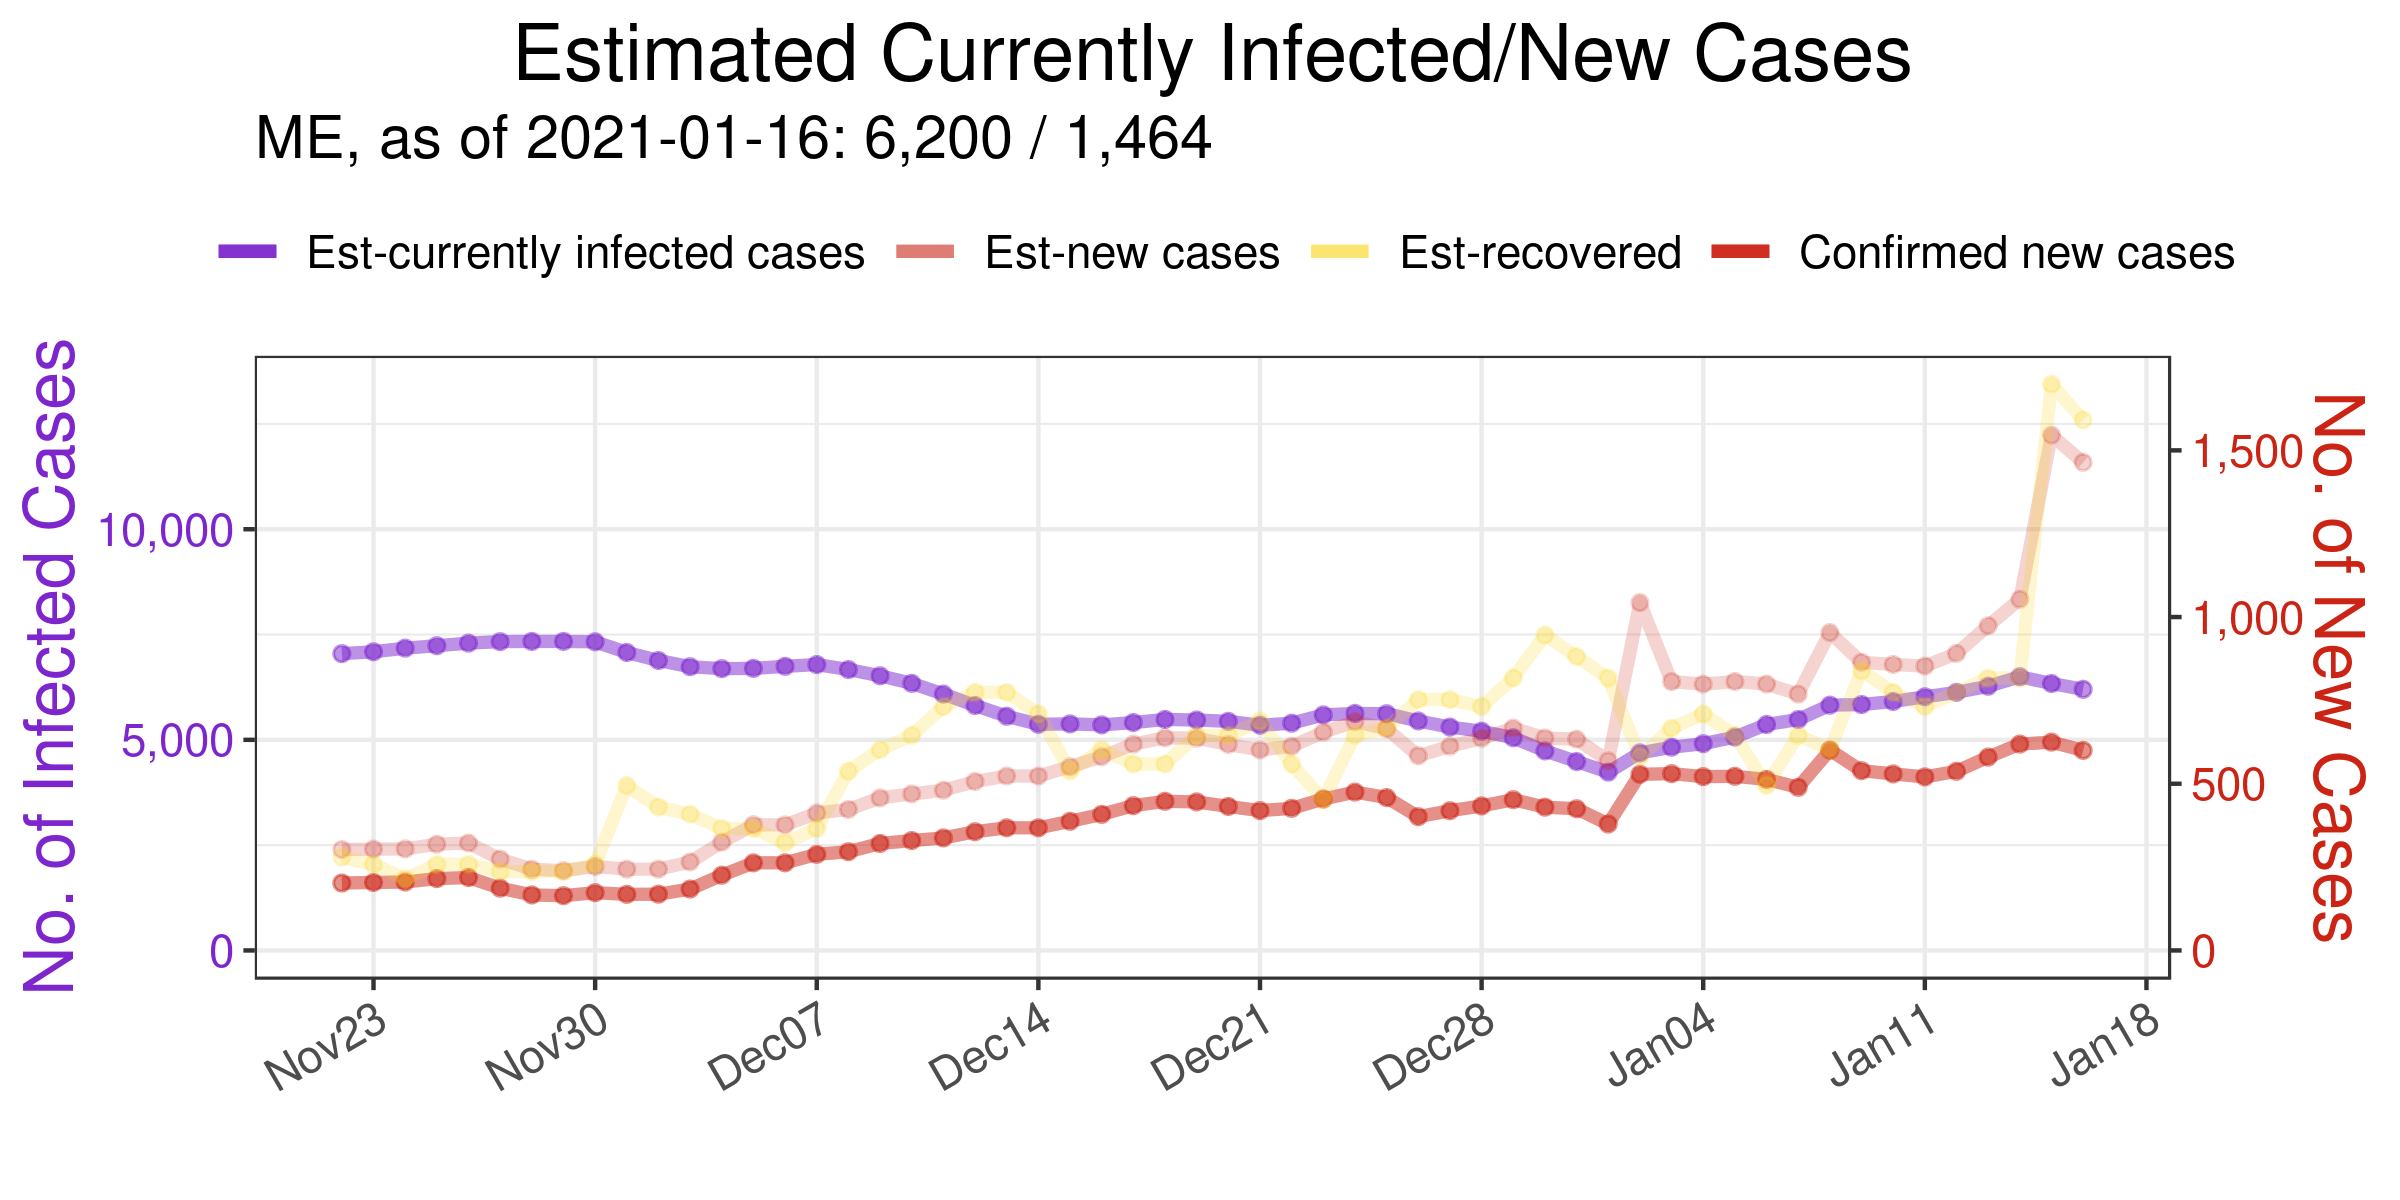 Estimated Currently Infected/New Cases
ME, as of 2021-01-16: 6,200 / 1,464
Est-currently infected cases
Est-new cases
Est-recovered
Confirmed new cases
No. of Infected Cases
10,000
5,000
0
1,500
1,000
500
0
No. of New Cases
Nov23
Nov30
Dec07
Dec14
Dec21
Dec28
Jan04
Jan11
Jan18